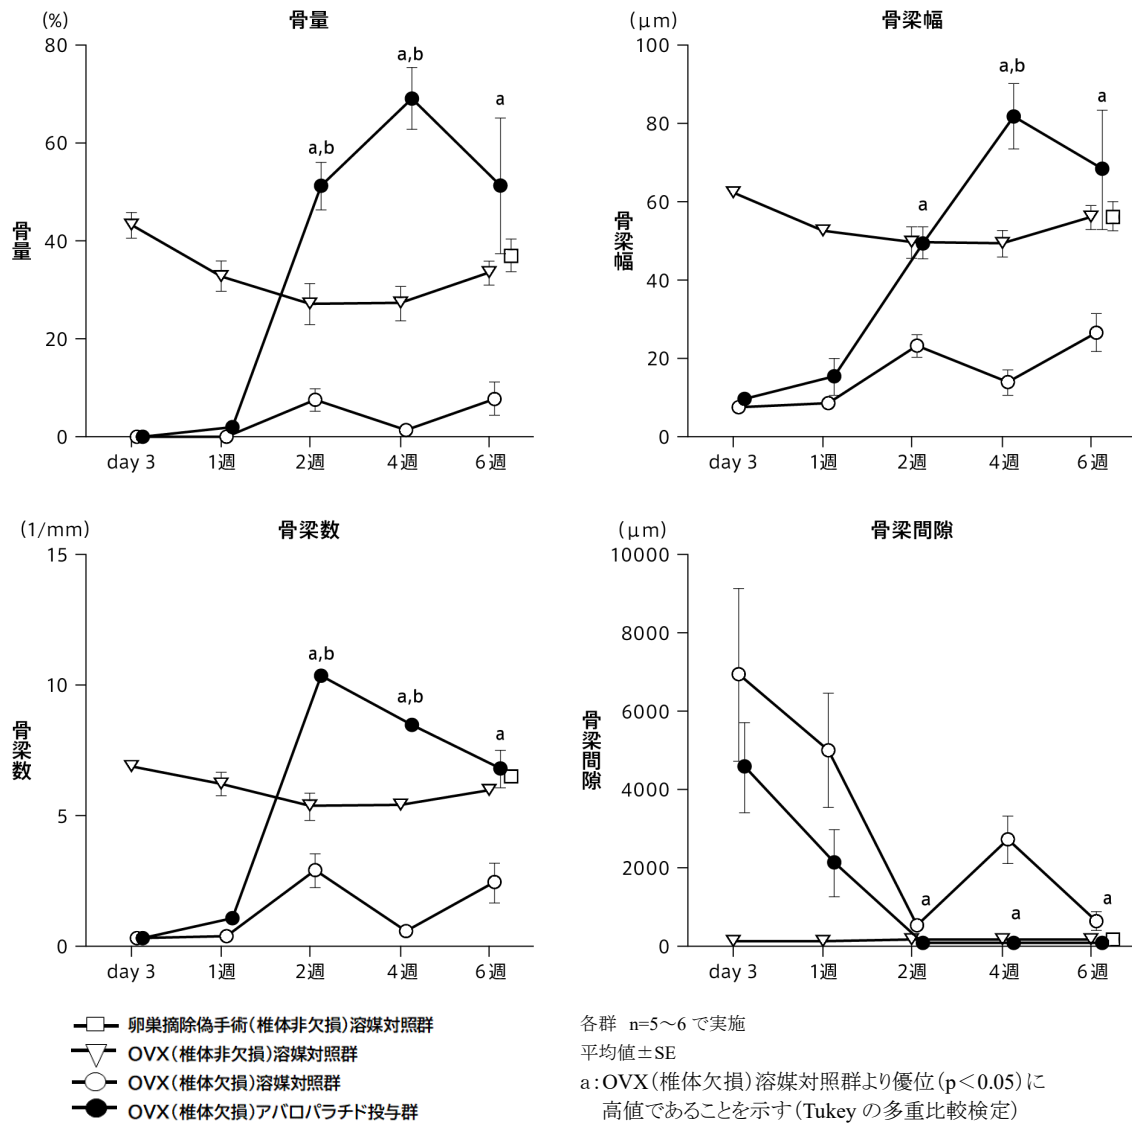 (%)
骨量
80
60
40
20
0
骨量
a,b
a,b
a
day 3
1週
2週
4週
6週
(μm)
骨梁幅
100
80
60
40
20
0
骨梁幅
a
a,b
a
day 3
1週
2週
4週
6週
(1/mm)
骨梁数
15
10
5
0
骨梁数
a,b
a,b
a
day 3
1週
2週
4週
6週
(μm)
骨梁間隙
10000
8000
6000
4000
2000
0
骨梁間隙
a
a
a
day 3
1週
2週
4週
6週
卵巣摘除偽手術(椎体非欠損)溶媒対照群
OVX(椎体非欠損)溶媒対照群
OVX(椎体欠損)溶媒対照群
OVX(椎体欠損)アバロパラチド投与群
各群 n=5~6 で実施
平均値±SE
a:OVX(椎体欠損)溶媒対照群より優位(p<0.05)に
高値であることを示す(Tukey の多重比較検定)